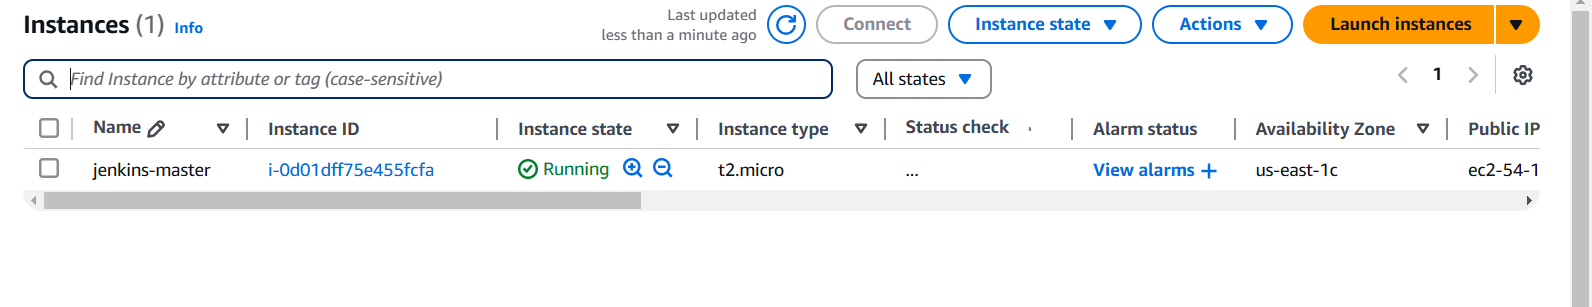 Instances (1) Info
Last updated
less than a minute ago
Connect
Instance state
Actions
Launch instances
Find Instance by attribute or tag (case-sensitive)
All states
1
Name Instance ID Instance state Instance type Status check Alarm status Availability Zone Public IP
jenkins-master i-0d01dff75e455fcfa Running t2.micro ... View alarms + us-east-1c ec2-54-1